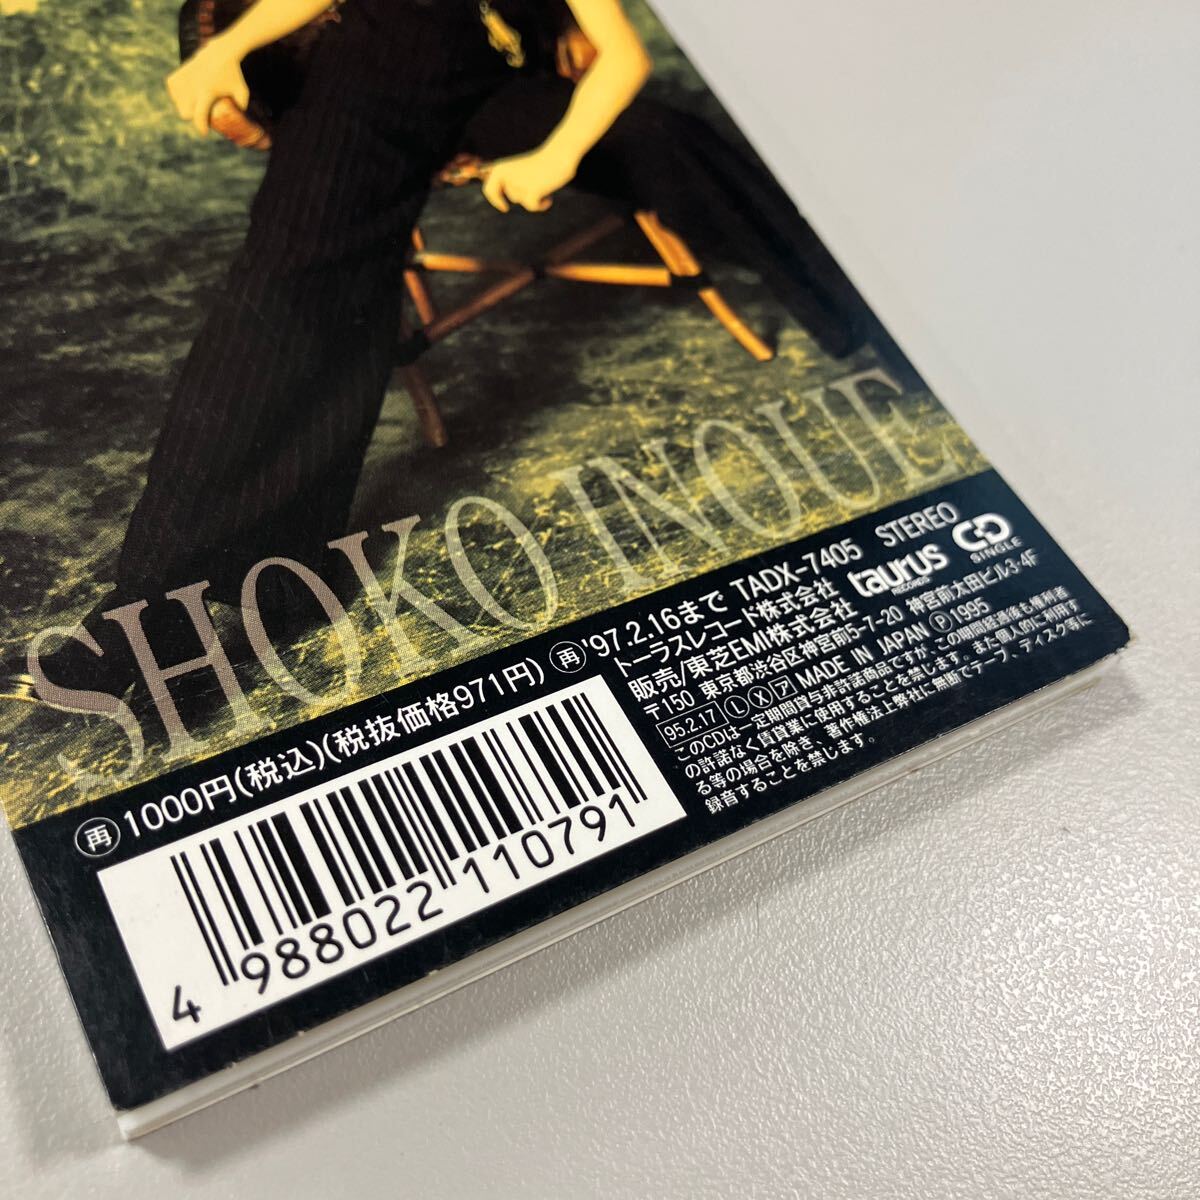 SHOKO INOUE
再 1000円(税込)(税抜価格971円) 再 '97.2.16まで TADX-7405 STEREO
トーラスレコード株式会社
販売/東芝EMI株式会社
taurus
RECORDS
CD
SINGLE
〒150 東京都渋谷区神宮前5-7-20 神宮前太田ビル3・4F
95.2.17 L X ア MADE IN JAPAN Ⓟ1995
このCDは一定期間貸与非許諾商品ですが、この期間経過後も権利者
の許諾なく賃貸業に使用することを禁じます。また個人的に利用す
る等の場合を除き、著作権法上弊社に無断でテープ、ディスク等に
録音することを禁じます。
4 988022 110791